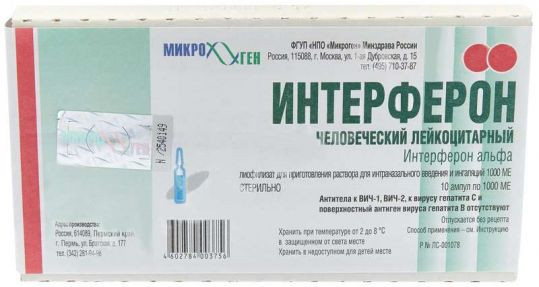 МИКРОГЕН
ФГУП «НПО «Микроген» Минздрава России
Россия, 115088, г. Москва, ул. 1-ая Дубровская, д. 15
тел. (495) 710-37-87
ИНТЕРФЕРОН
ЧЕЛОВЕЧЕСКИЙ ЛЕЙКОЦИТАРНЫЙ
Интерферон альфа
лиофилизат для приготовления раствора для интраназального введения и ингаляций 1000 МЕ
СТЕРИЛЬНО
10 ампул по 1000 МЕ
Антитела к ВИЧ-1, ВИЧ-2, к вирусу гепатита С и
поверхностный антиген вируса гепатита В отсутствуют
Отпускается без рецепта
Хранить при температуре от 2 до 8 °С
в защищенном от света месте
Хранить в недоступном для детей месте
Способ применения – см. Инструкцию
Р № ЛС-001078
N 2540149
Адрес производства:
Россия, 614089, Пермский край,
г. Пермь, ул. Братская, д. 177
тел: (342) 281-94-96
4602784003756